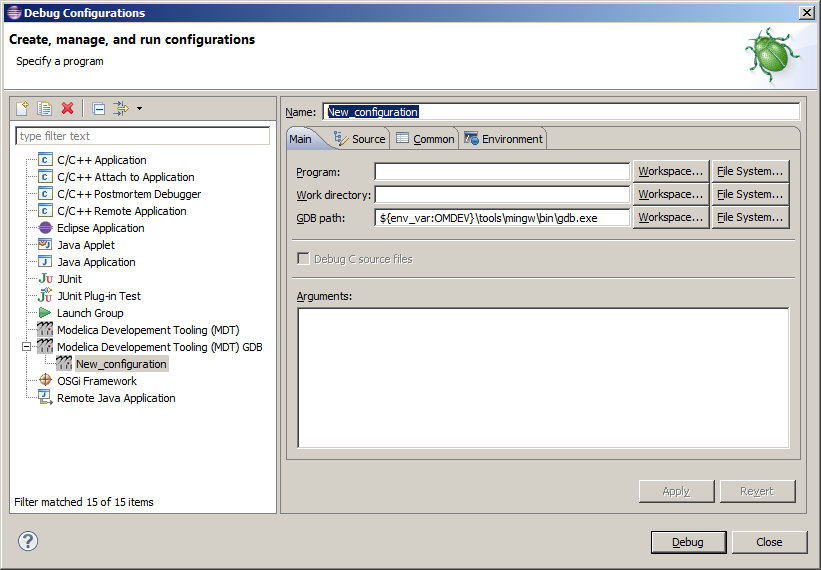 Debug Configurations
Create, manage, and run configurations
Specify a program
type filter text
C/C++ Application
C/C++ Attach to Application
C/C++ Postmortem Debugger
C/C++ Remote Application
Eclipse Application
Java Applet
Java Application
JUnit
JUnit Plug-in Test
Launch Group
Modelica Developement Tooling (MDT)
Modelica Developement Tooling (MDT) GDB
New_configuration
OSGi Framework
Remote Java Application
Filter matched 15 of 15 items
Name: New_configuration
Main Source Common Environment
Program: Workspace... File System...
Work directory: Workspace... File System...
GDB path: ${env_var:OMDEV}\tools\mingw\bin\gdb.exe Workspace... File System...
Debug C source files
Arguments:
Apply Revert
? Debug Close